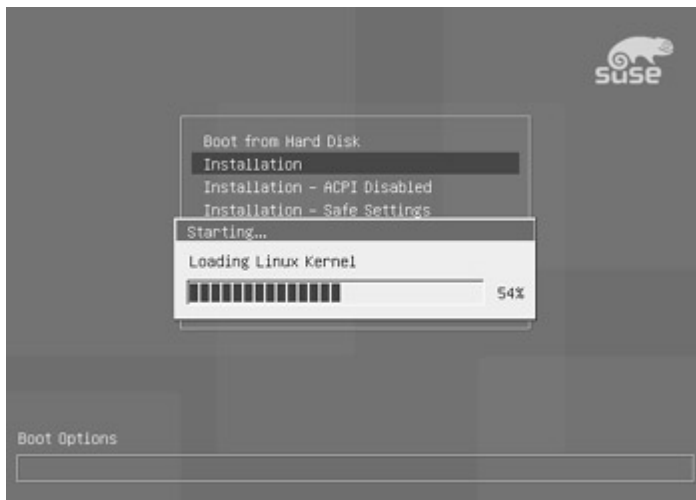 suse
Boot from Hard Disk
Installation
Installation - ACPI Disabled
Installation - Safe Settings
Starting...
Loading Linux Kernel
54%
Boot Options